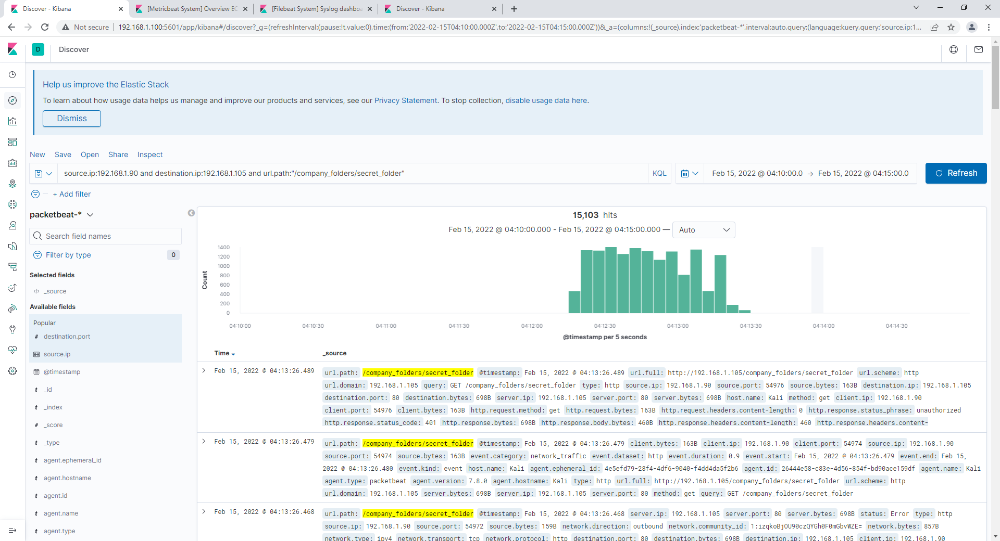 Discover - Kibana
[Metricbeat System] Overview EC
[Filebeat System] Syslog dashboa
Discover - Kibana
Not secure
192.168.1.100:5601/app/kibana#/discover?_g=(refreshInterval:(pause:!t,value:0),time:(from:'2022-02-15T04:10:00.000Z',to:'2022-02-15T04:15:00.000Z'))&_a=(columns:!(_source),index:'packetbeat-*',interval:auto,query:(language:kuery,query:'source.ip:1...
D
Discover
Help us improve the Elastic Stack
To learn about how usage data helps us manage and improve our products and services, see our Privacy Statement. To stop collection, disable usage data here.
Dismiss
New Save Open Share Inspect
source.ip:192.168.1.90 and destination.ip:192.168.1.105 and url.path:"/company_folders/secret_folder"
KQL
Feb 15, 2022 @ 04:10:00.0 → Feb 15, 2022 @ 04:15:00.0
Refresh
+ Add filter
packetbeat-*
Search field names
Filter by type 0
Selected fields
_source
Available fields
Popular
# destination.port
source.ip
@timestamp
t _id
t _index
# _score
t _type
t agent.ephemeral_id
t agent.hostname
t agent.id
t agent.name
t agent.type
15,103 hits
Feb 15, 2022 @ 04:10:00.000 - Feb 15, 2022 @ 04:15:00.000 — Auto
Count
1400
1200
1000
800
600
400
200
0
04:10:00 04:10:30 04:11:00 04:11:30 04:12:00 04:12:30 04:13:00 04:13:30 04:14:00 04:14:30
@timestamp per 5 seconds
Time _source
Feb 15, 2022 @ 04:13:26.489
url.path: /company_folders/secret_folder @timestamp: Feb 15, 2022 @ 04:13:26.489 url.full: http://192.168.1.105/company_folders/secret_folder url.scheme: http
url.domain: 192.168.1.105 query: GET /company_folders/secret_folder type: http source.ip: 192.168.1.90 source.port: 54976 source.bytes: 163B destination.ip: 192.168.1.105
destination.port: 80 destination.bytes: 698B server.ip: 192.168.1.105 server.port: 80 server.bytes: 698B host.name: Kali method: get client.ip: 192.168.1.90
client.port: 54976 client.bytes: 163B http.request.method: get http.request.bytes: 163B http.request.headers.content-length: 0 http.response.status_phrase: unauthorized
http.response.status_code: 401 http.response.bytes: 698B http.response.body.bytes: 460B http.response.headers.content-length: 460 http.response.headers.content-
Feb 15, 2022 @ 04:13:26.479
url.path: /company_folders/secret_folder @timestamp: Feb 15, 2022 @ 04:13:26.479 client.bytes: 163B client.ip: 192.168.1.90 client.port: 54974 source.ip: 192.168.1.90
source.port: 54974 source.bytes: 163B event.category: network_traffic event.dataset: http event.duration: 0.9 event.start: Feb 15, 2022 @ 04:13:26.479 event.end: Feb 15,
2022 @ 04:13:26.480 event.kind: event host.name: Kali agent.ephemeral_id: 4e5efd79-28f4-4df6-9040-f4dd4da5f2b6 agent.id: 26444e58-c83e-4d56-854f-bd90ace159df agent.name: Kali
agent.type: packetbeat agent.version: 7.8.0 agent.hostname: Kali type: http url.full: http://192.168.1.105/company_folders/secret_folder url.scheme: http
url.domain: 192.168.1.105 server.bytes: 698B server.ip: 192.168.1.105 server.port: 80 method: get query: GET /company_folders/secret_folder
Feb 15, 2022 @ 04:13:26.468
url.path: /company_folders/secret_folder @timestamp: Feb 15, 2022 @ 04:13:26.468 server.ip: 192.168.1.105 server.port: 80 server.bytes: 698B status: Error type: http
source.ip: 192.168.1.90 source.port: 54972 source.bytes: 159B network.direction: outbound network.community_id: 1:izqkoBjOU90czQYGh0F0mGbvWZE= network.bytes: 857B
network.type: ipv4 network.transport: tcp network.protocol: http destination.port: 80 destination.bytes: 698B destination.ip: 192.168.1.105 client.ip: 192.168.1.90